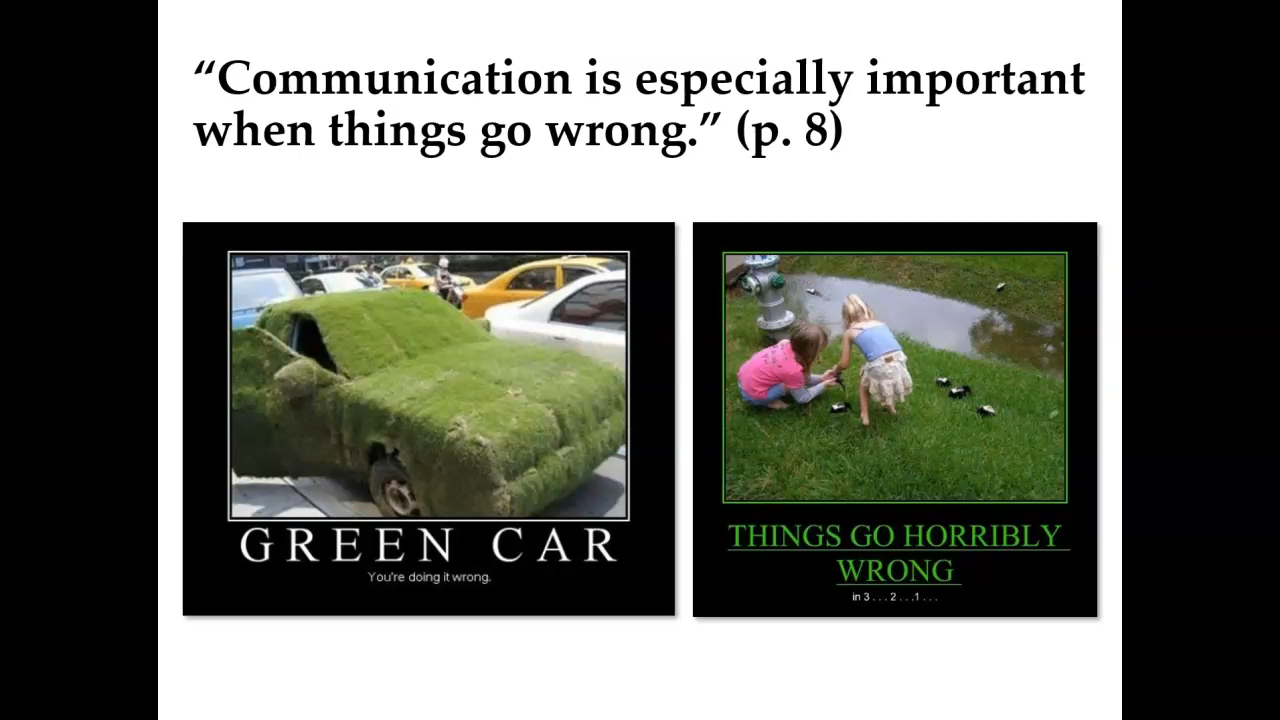 “Communication is especially important
when things go wrong.” (p. 8)
GREEN CAR
You're doing it wrong.
THINGS GO HORRIBLY
WRONG
in 3 . . . 2 . . .1 . . .